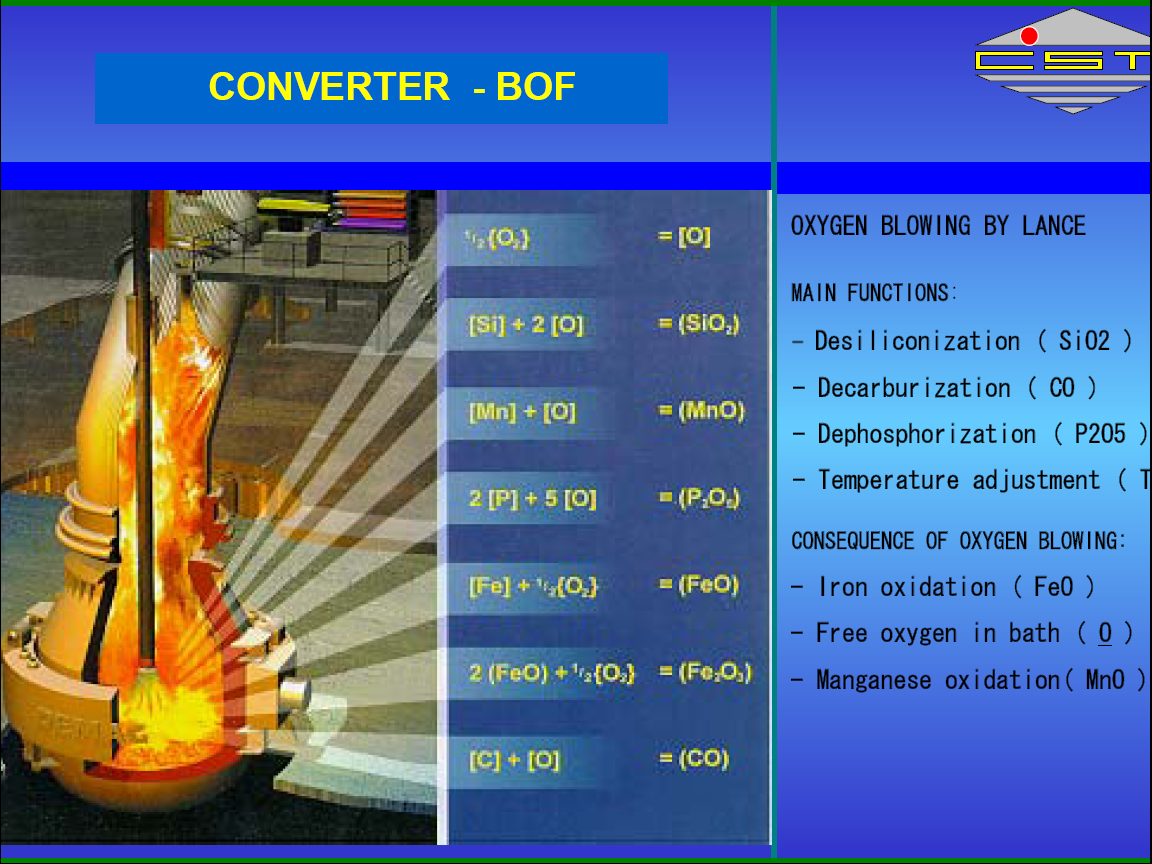 CONVERTER - BOF
CST
½{O₂} = [O]
[Si] + 2 [O] = (SiO₂)
[Mn] + [O] = (MnO)
2 [P] + 5 [O] = (P₂O₂)
[Fe] + ½{O₂} = (FeO)
2 (FeO) + ½{O₂} = (Fe₂O₃)
[C] + [O] = (CO)
OXYGEN BLOWING BY LANCE
MAIN FUNCTIONS:
- Desiliconization ( SiO2 )
- Decarburization ( CO )
- Dephosphorization ( P2O5 )
- Temperature adjustment ( T
CONSEQUENCE OF OXYGEN BLOWING:
- Iron oxidation ( FeO )
- Free oxygen in bath ( O )
- Manganese oxidation( MnO )